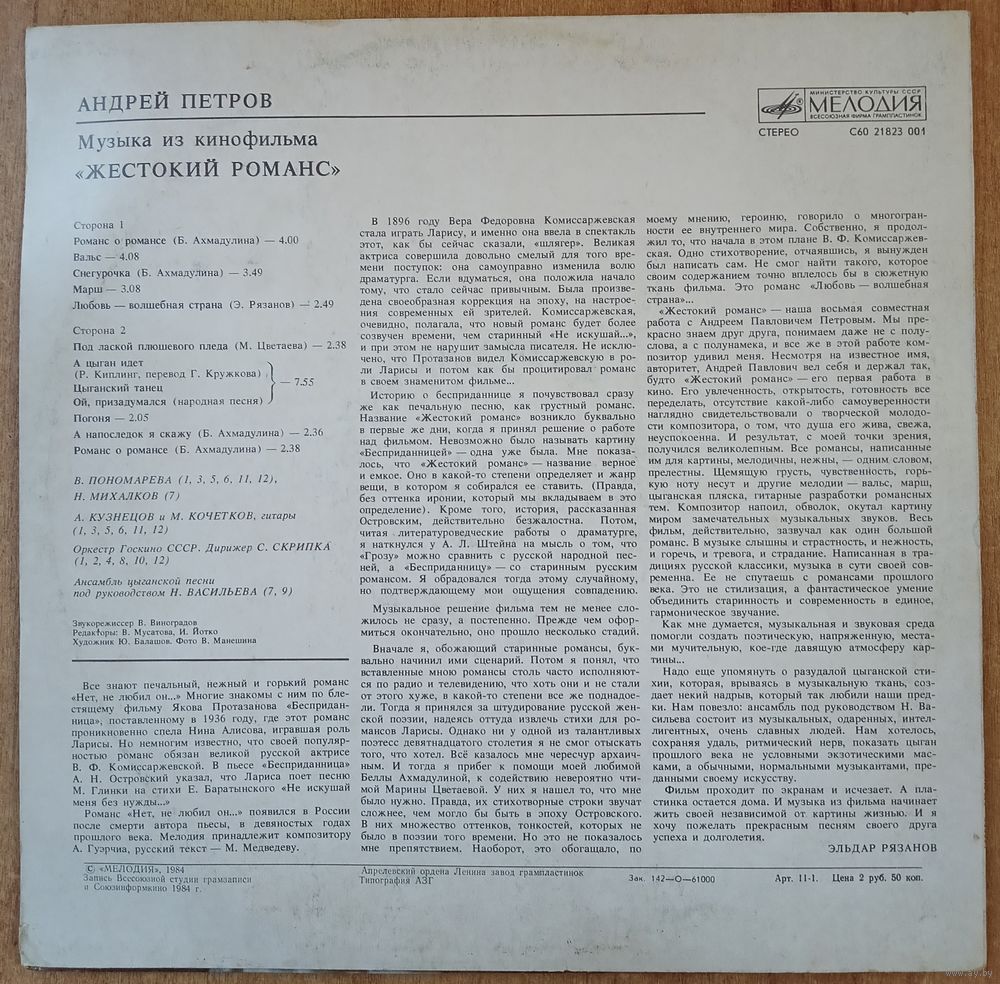 АНДРЕЙ ПЕТРОВ
Музыка из кинофильма
«ЖЕСТОКИЙ РОМАНС»
МИНИСТЕРСТВО КУЛЬТУРЫ СССР
МЕЛОДИЯ
ВСЕСОЮЗНАЯ ФИРМА ГРАМПЛАСТИНОК
СТЕРЕО С60 21823 001
Сторона 1
Романс о романсе (Б. Ахмадулина) — 4.00
Вальс — 4.08
Снегурочка (Б. Ахмадулина) — 3.49
Марш — 3.08
Любовь — волшебная страна (Э. Рязанов) — 2.49
Сторона 2
Под лаской плюшевого пледа (М. Цветаева) — 2.38
А цыган идет
(Р. Киплинг, перевод Г. Кружкова)
Цыганский танец — 7.55
Ой, призадумался (народная песня)
Погоня — 2.05
А напоследок я скажу (Б. Ахмадулина) — 2.36
Романс о романсе (Б. Ахмадулина) — 2.38
В. ПОНОМАРЕВА (1, 3, 5, 6, 11, 12),
Н. МИХАЛКОВ (7)
А. КУЗНЕЦОВ и М. КОЧЕТКОВ, гитары
(1, 3, 5, 6, 11, 12)
Оркестр Госкино СССР. Дирижер С. СКРИПКА
(1, 2, 4, 8, 10, 12)
Ансамбль цыганской песни
под руководством Н. ВАСИЛЬЕВА (7, 9)
Звукорежиссер В. Виноградов
Редакторы: В. Мусатова, И. Йотко
Художник Ю. Балашов. Фото В. Манешина
Все знают печальный, нежный и горький романс
«Нет, не любил он...» Многие знакомы с ним по бле-
стящему фильму Якова Протазанова «Бесприддан-
ница», поставленному в 1936 году, где этот романс
проникновенно спела Нина Алисова, игравшая роль
Ларисы. Но немногим известно, что своей популяр-
ностью романс обязан великой русской актрисе
В. Ф. Комиссаржевской. В пьесе «Бесприданница»
А. Н. Островский указал, что Лариса поет песню
М. Глинки на стихи Е. Баратынского «Не искушай
меня без нужды...»
Романс «Нет, не любил он...» появился в России
после смерти автора пьесы, в девяностых годах
прошлого века. Мелодия принадлежит композитору
А. Гуэрчиа, русский текст — М. Медведеву.
В 1896 году Вера Федоровна Комиссаржевская
стала играть Ларису, и именно она ввела в спектакль
этот, как бы сейчас сказали, «шлягер». Великая
актриса совершила довольно смелый для того вре-
мени поступок: она самоуправно изменила волю
драматурга. Если вдуматься, она положила начало
тому, что стало сейчас привычным. Была произве-
дена своеобразная коррекция на эпоху, на настрое-
ния современных ей зрителей. Комиссаржевская,
очевидно, полагала, что новый романс будет более
созвучен времени, чем старинный «Не искушай...»,
и при этом не нарушит замысла писателя. Не исклю-
чено, что Протазанов видел Комиссаржевскую в ро-
ли Ларисы и потом как бы процитировал романс
в своем знаменитом фильме...
Историю о бесприданнице я почувствовал сразу
же как печальную песню, как грустный романс.
Название «Жестокий романс» возникло буквально
в первые же дни, когда я принял решение о работе
над фильмом. Невозможно было называть картину
«Бесприданницей» — одна уже была. Мне показа-
лось, что «Жестокий романс» — название верное
и емкое. Оно в какой-то степени определяет и жанр
вещи, в котором я собирался ее ставить. (Правда,
без оттенка иронии, который мы вкладываем в это
определение). Кроме того, история, рассказанная
Островским, действительно безжалостна. Потом,
читая литературоведческие работы о драматурге,
я наткнулся у А. Л. Штейна на мысль о том, что
«Грозу» можно сравнить с русской народной пес-
ней, а «Бесприданницу» — со старинным русским
романсом. Я обрадовался тогда этому случайному,
но подтверждающему мои ощущения совпадению.
Музыкальное решение фильма тем не менее сло-
жилось не сразу, а постепенно. Прежде чем офор-
миться окончательно, оно прошло несколько стадий.
Вначале я, обожающий старинные романсы, бук-
вально начинил ими сценарий. Потом я понял, что
вставленные мною романсы столь часто исполняют-
ся по радио и телевидению, что хоть они и не стали
от этого хуже, в какой-то степени все же поднадое-
ли. Тогда я принялся за штудирование русской жен-
ской поэзии, надеясь оттуда извлечь стихи для ро-
мансов Ларисы. Однако ни у одной из талантливых
поэтесс девятнадцатого столетия я не смог отыскать
того, что хотел. Всё казалось мне чересчур архаич-
ным. И тогда я прибег к помощи моей любимой
Беллы Ахмадулиной, к содействию невероятно чти-
мой Марины Цветаевой. У них я нашел то, что мне
было нужно. Правда, их стихотворные строки звучат
сложнее, чем могло бы быть в эпоху Островского.
В них множество оттенков, тонкостей, которых не
было в поэзии того времени. Но это не показалось
мне препятствием. Наоборот, это обогащало, по
моему мнению, героиню, говорило о многогран-
ности ее внутреннего мира. Собственно, я продол-
жил то, что начала в этом плане В. Ф. Комиссаржев-
ская. Одно стихотворение, отчаявшись, я вынужден
был написать сам. Не смог найти такого, которое
своим содержанием точно вплелось бы в сюжетную
ткань фильма. Это романс «Любовь — волшебная
страна»...
«Жестокий романс» — наша восьмая совместная
работа с Андреем Павловичем Петровым. Мы пре-
красно знаем друг друга, понимаем даже не с полу-
слова, а с полунамека, и все же в этой работе ком-
позитор удивил меня. Несмотря на известное имя,
авторитет, Андрей Павлович вел себя и держал так,
будто «Жестокий романс» — его первая работа в
кино. Его увлеченность, открытость, готовность все
переделать, отсутствие какой-либо самоуверенности
наглядно свидетельствовали о творческой молодо-
сти композитора, о том, что душа его жива, свежа,
неуспокоенна. И результат, с моей точки зрения,
получился великолепным. Все романсы, написанные
им для картины, мелодичны, нежны, — одним словом,
прелестны. Щемящую грусть, чувственность, горь-
кую ноту несут и другие мелодии — вальс, марш,
цыганская пляска, гитарные разработки романсных
тем. Композитор напоил, обволок, окутал картину
миром замечательных музыкальных звуков. Весь
фильм, действительно, зазвучал как один большой
романс. В музыке слышны и страстность, и нежность,
и горечь, и тревога, и страдание. Написанная в тра-
дициях русской классики, музыка в сути своей сов-
ременна. Ее не спутаешь с романсами прошлого
века. Это не стилизация, а фантастическое умение
объединить старинность и современность в единое,
гармоничное звучание.
Как мне думается, музыкальная и звуковая среда
помогли создать поэтическую, напряженную, места-
ми мучительную, кое-где давящую атмосферу кар-
тины...
Надо еще упомянуть о разудалой цыганской сти-
хии, которая, врываясь в музыкальную ткань, соз-
дает некий надрыв, который так любили наши пред-
ки. Нам повезло: ансамбль под руководством Н. Ва-
сильева состоит из музыкальных, одаренных, интел-
лигентных, очень славных людей. Нам хотелось,
сохраняя удаль, ритмический нерв, показать цыган
прошлого века не условными экзотическими мас-
ками, а обычными, нормальными музыкантами, пре-
данными своему искусству.
Фильм проходит по экранам и исчезает. А пла-
стинка остается дома. И музыка из фильма начинает
жить своей независимой от картины жизнью. И я
хочу пожелать прекрасным песням своего друга
успеха и долголетия.
ЭЛЬДАР РЯЗАНОВ
© «МЕЛОДИЯ», 1984
Запись Всесоюзной студии грамзаписи
и Союзинформкино 1984 г.
Апрелевский ордена Ленина завод грампластинок
Типография АЗГ
Зак. 142—О—61000 Арт. 11-1. Цена 2 руб. 50 коп.
www.ay.by